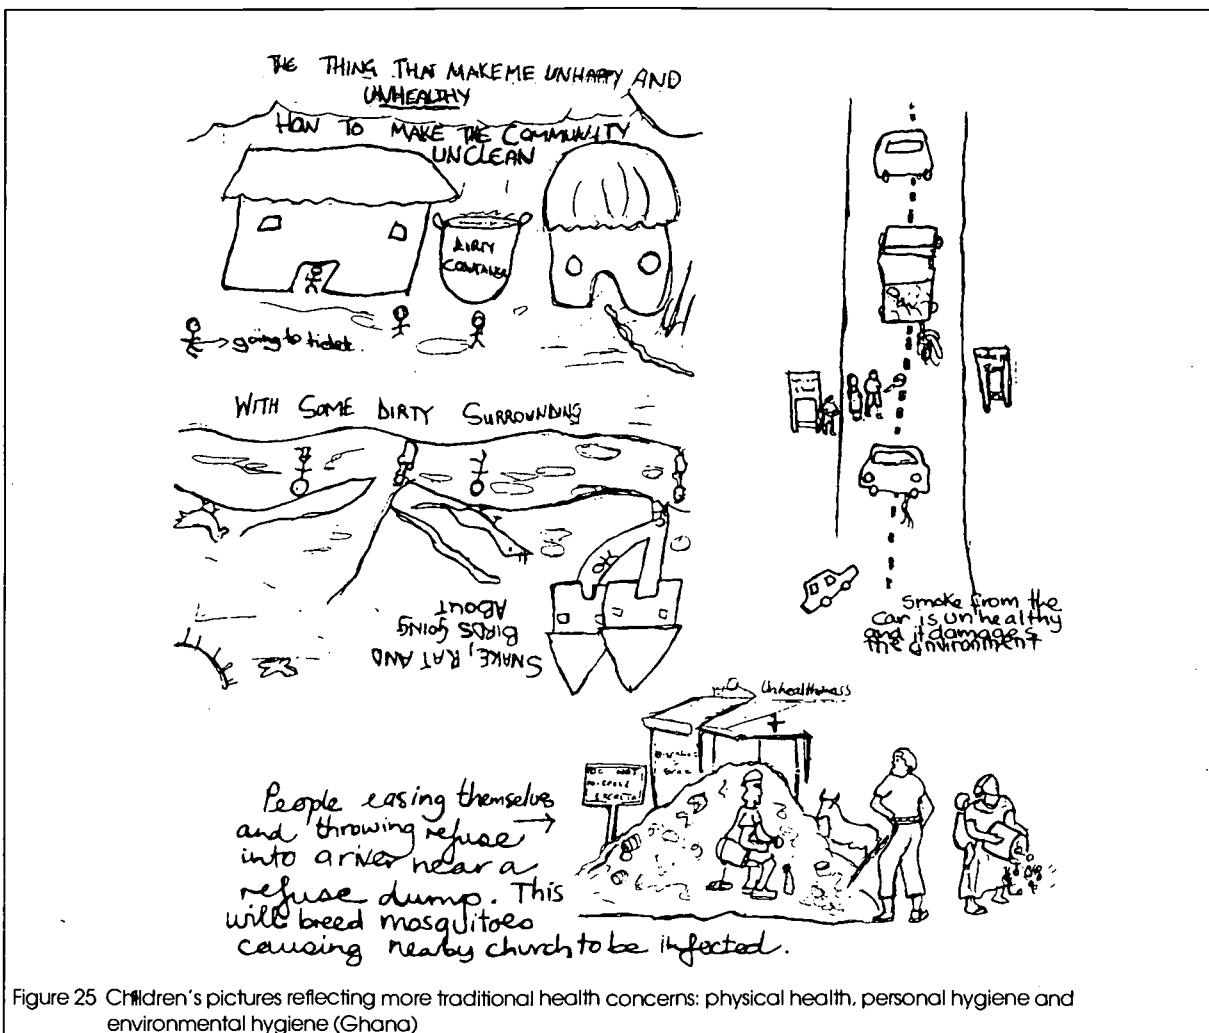 THE THING THAT MAKE ME UNHAPPY AND
UNHEALTHY
HOW TO MAKE THE COMMUNITY
UNCLEAN
DIRTY
CONTAINER
going to ticket.
WITH SOME DIRTY SURROUNDING
SNAKE, RAT AND
BIRDS GOING
ABOUT
smoke from the
car is unhealthy
and it damages
the environment
Unhealthness
DO NOT
People easing themselves
and throwing refuse
into a river near a
refuse dump. This
will breed mosquitoes
causing nearby church to be infected.
Figure 25 Children's pictures reflecting more traditional health concerns: physical health, personal hygiene and
environmental hygiene (Ghana)